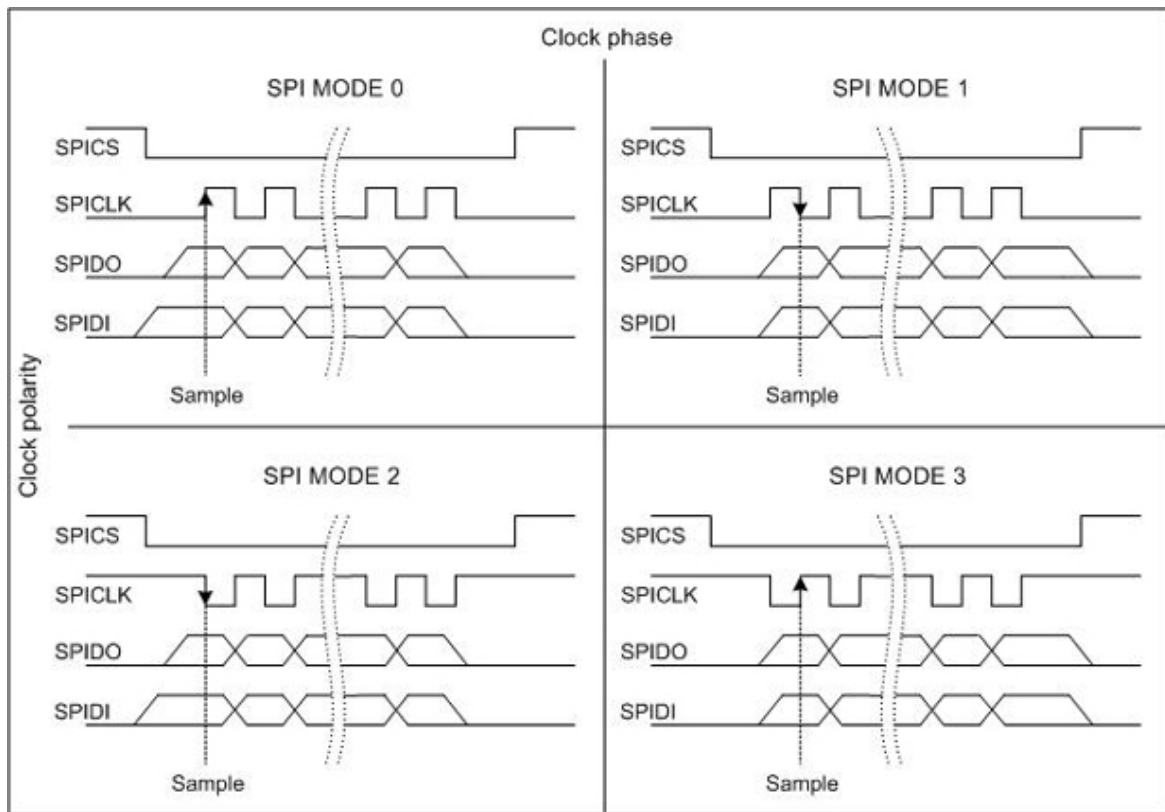 Clock phase
SPI MODE 0
SPICS
SPICLK
SPIDO
SPIDI
Sample
SPI MODE 1
SPICS
SPICLK
SPIDO
SPIDI
Sample
Clock polarity
SPI MODE 2
SPICS
SPICLK
SPIDO
SPIDI
Sample
SPI MODE 3
SPICS
SPICLK
SPIDO
SPIDI
Sample